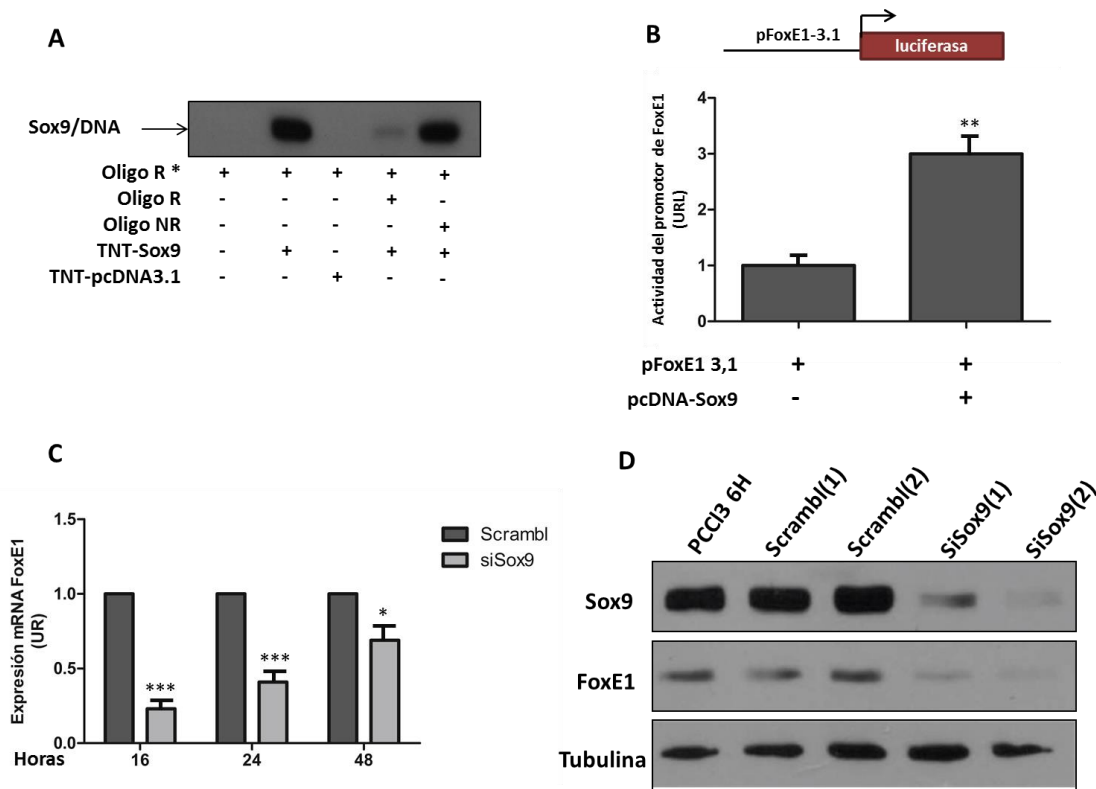 A
Sox9/DNA
Oligo R * + + + + +
Oligo R - - - + -
Oligo NR - - - - +
TNT-Sox9 - + - + +
TNT-pcDNA3.1 - - + - -
B
pFoxE1-3.1
luciferasa
Actividad del promotor de FoxE1
(URL)
4
3
2
1
0
**
pFoxE1 3,1 + +
pcDNA-Sox9 - +
C
Expresión mRNA FoxE1
(UR)
1.5
1.0
0.5
0.0
*** *** *
Scrambl
siSox9
Horas 16 24 48
D
PCCl3 6H
Scrambl(1)
Scrambl(2)
SiSox9(1)
SiSox9(2)
Sox9
FoxE1
Tubulina